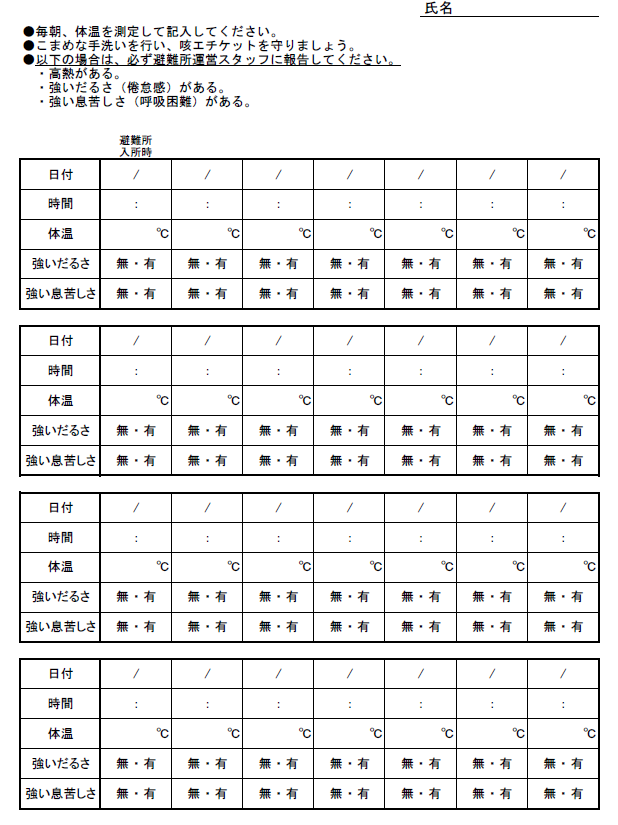 氏名
●毎朝、体温を測定して記入してください。
●こまめな手洗いを行い、咳エチケットを守りましょう。
●以下の場合は、必ず避難所運営スタッフに報告してください。
・高熱がある。
・強いだるさ（倦怠感）がある。
・強い息苦しさ（呼吸困難）がある。
避難所
入所時
日付 / / / / / / /
時間 : : : : : : :
体温 ℃ ℃ ℃ ℃ ℃ ℃ ℃
強いだるさ 無・有 無・有 無・有 無・有 無・有 無・有 無・有
強い息苦しさ 無・有 無・有 無・有 無・有 無・有 無・有 無・有
日付 / / / / / / /
時間 : : : : : : :
体温 ℃ ℃ ℃ ℃ ℃ ℃ ℃
強いだるさ 無・有 無・有 無・有 無・有 無・有 無・有 無・有
強い息苦しさ 無・有 無・有 無・有 無・有 無・有 無・有 無・有
日付 / / / / / / /
時間 : : : : : : :
体温 ℃ ℃ ℃ ℃ ℃ ℃ ℃
強いだるさ 無・有 無・有 無・有 無・有 無・有 無・有 無・有
強い息苦しさ 無・有 無・有 無・有 無・有 無・有 無・有 無・有
日付 / / / / / / /
時間 : : : : : : :
体温 ℃ ℃ ℃ ℃ ℃ ℃ ℃
強いだるさ 無・有 無・有 無・有 無・有 無・有 無・有 無・有
強い息苦しさ 無・有 無・有 無・有 無・有 無・有 無・有 無・有